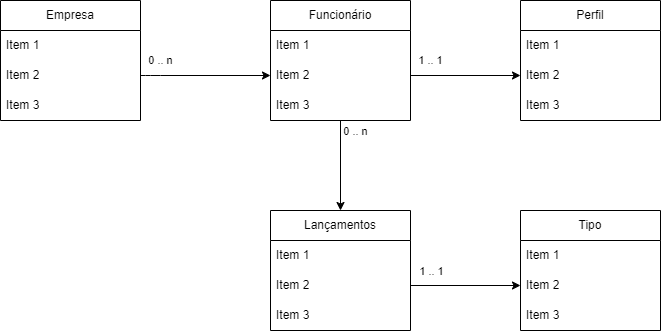 Empresa
Item 1
Item 2
Item 3
0 .. n
Funcionário
Item 1
Item 2
Item 3
1 .. 1
Perfil
Item 1
Item 2
Item 3
0 .. n
Lançamentos
Item 1
Item 2
Item 3
1 .. 1
Tipo
Item 1
Item 2
Item 3